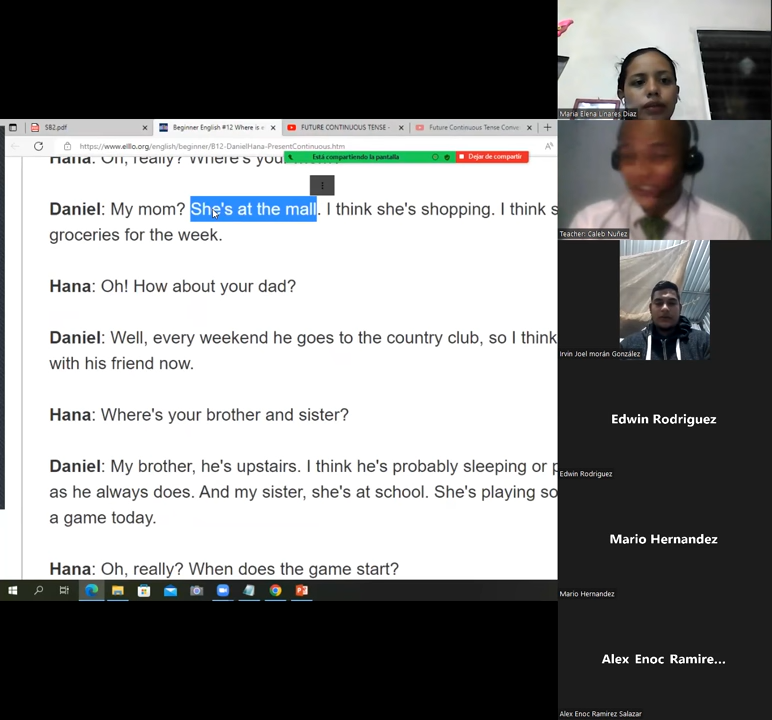 SB2.pdf
Beginner English #12 Where is e
FUTURE CONTINUOUS TENSE -
Future Continuous Tense Conve
https://www.elllo.org/english/beginner/B12-DanielHana-PresentContinuous.htm
Está compartiendo la pantalla
Dejar de compartir
Hana: Oh, really? Where's your
Daniel: My mom? She's at the mall. I think she's shopping. I think s
groceries for the week.
Hana: Oh! How about your dad?
Daniel: Well, every weekend he goes to the country club, so I think
with his friend now.
Hana: Where's your brother and sister?
Daniel: My brother, he's upstairs. I think he's probably sleeping or p
as he always does. And my sister, she's at school. She's playing so
a game today.
Hana: Oh, really? When does the game start?
Maria Elena Linares Diaz
Teacher: Caleb Nuñez
Irvin Joel morán González
Edwin Rodriguez
Edwin Rodriguez
Mario Hernandez
Mario Hernandez
Alex Enoc Ramire...
Alex Enoc Ramirez Salazar